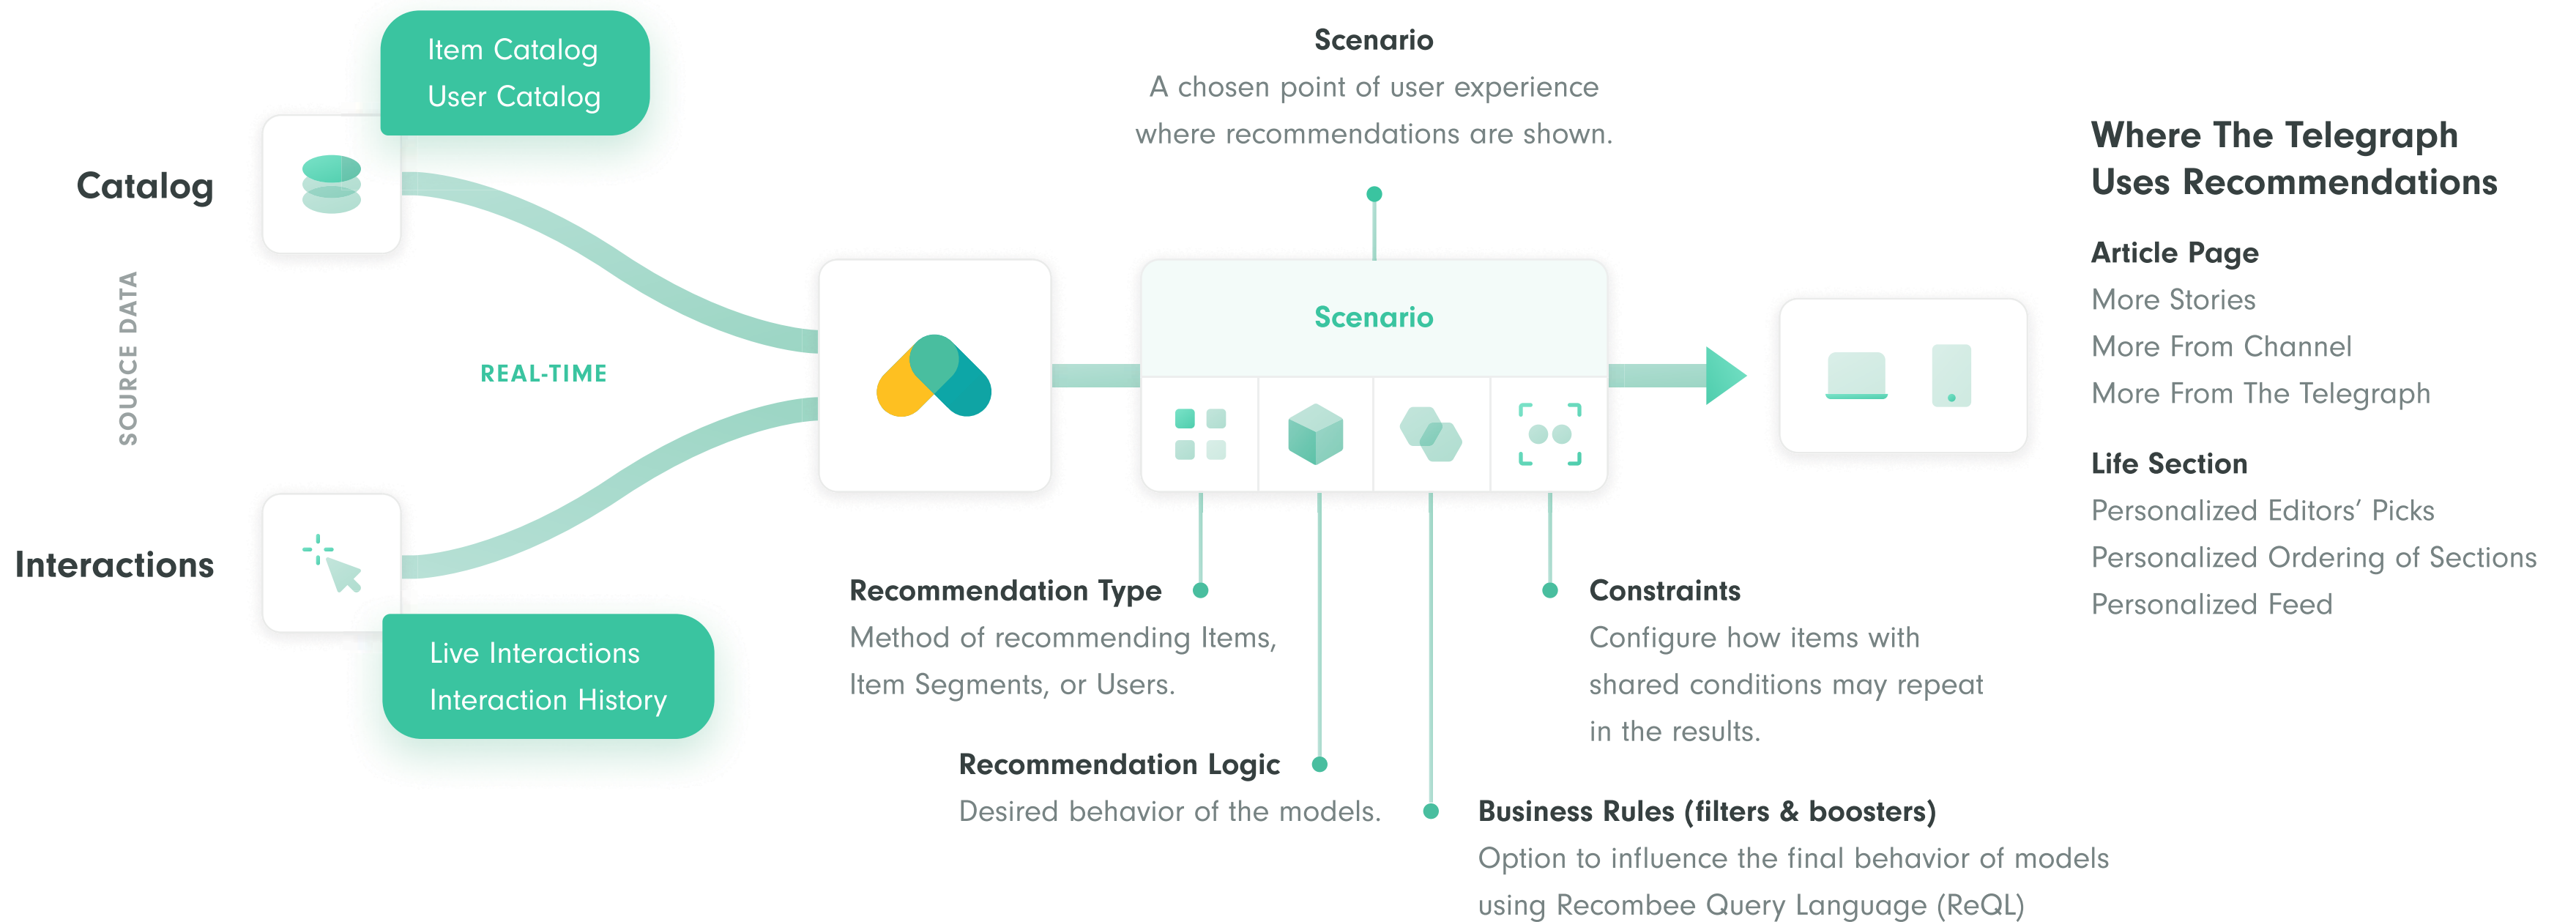 Item Catalog
User Catalog
Catalog
SOURCE DATA
REAL-TIME
Interactions
Live Interactions
Interaction History
Scenario
A chosen point of user experience
where recommendations are shown.
Scenario
Recommendation Type
Method of recommending Items,
Item Segments, or Users.
Recommendation Logic
Desired behavior of the models.
Business Rules (filters & boosters)
Option to influence the final behavior of models
using Recombee Query Language (ReQL)
Constraints
Configure how items with
shared conditions may repeat
in the results.
Where The Telegraph
Uses Recommendations
Article Page
More Stories
More From Channel
More From The Telegraph
Life Section
Personalized Editors’ Picks
Personalized Ordering of Sections
Personalized Feed